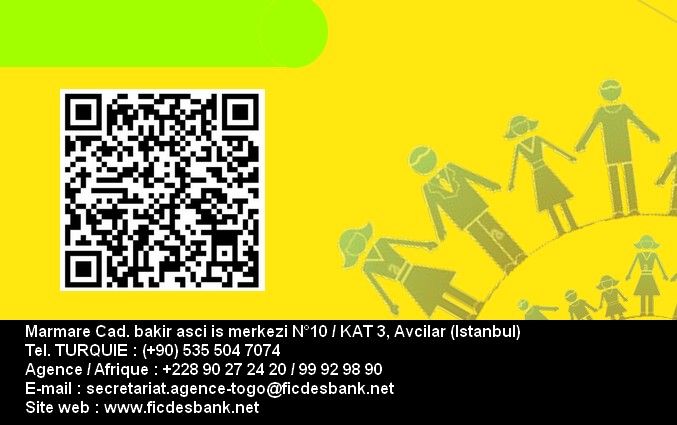 Marmare Cad. bakir asci is merkezi N°10 / KAT 3, Avcilar (Istanbul)
Tel. TURQUIE : (+90) 535 504 7074
Agence / Afrique : +228 90 27 24 20 / 99 92 98 90
E-mail : secretariat.agence-togo@ficdesbank.net
Site web : www.ficdesbank.net